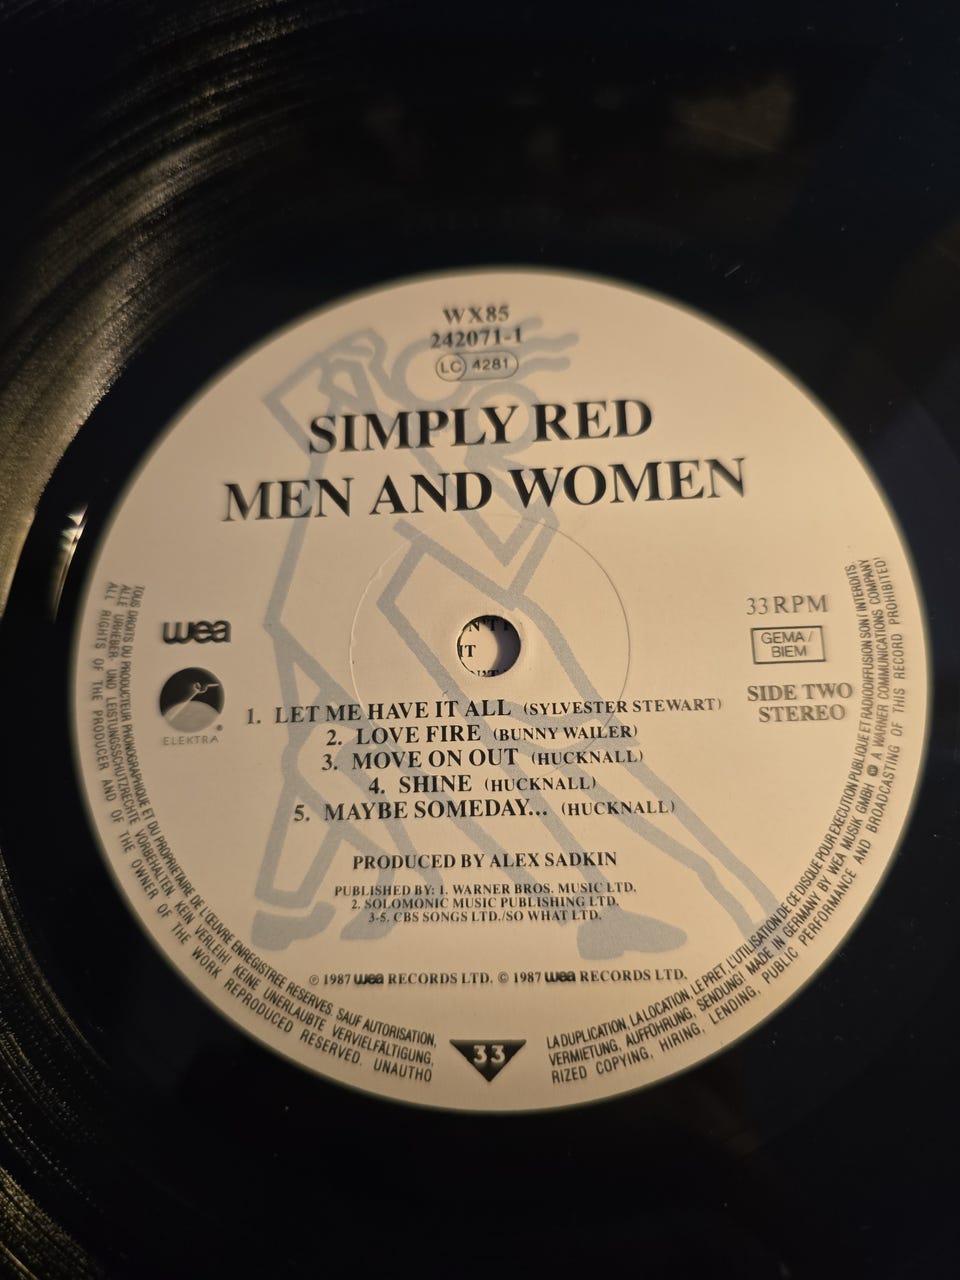 WX85
242071-1
LC 4281
SIMPLY RED
MEN AND WOMEN
wea
ELEKTRA
33 RPM
GEMA/
BIEM
SIDE TWO
STEREO
1. LET ME HAVE IT ALL (SYLVESTER STEWART)
2. LOVE FIRE (BUNNY WAILER)
3. MOVE ON OUT (HUCKNALL)
4. SHINE (HUCKNALL)
5. MAYBE SOMEDAY... (HUCKNALL)
PRODUCED BY ALEX SADKIN
PUBLISHED BY: 1. WARNER BROS. MUSIC LTD.
2. SOLOMONIC MUSIC PUBLISHING LTD.
3-5. CBS SONGS LTD./SO WHAT LTD.
℗ 1987 wea RECORDS LTD. © 1987 wea RECORDS LTD.
33
TOUS DROITS DU PRODUCTEUR PHONOGRAPHIQUE ET DU PROPRIETAIRE DE L'ŒUVRE ENREGISTREE RESERVES. SAUF AUTORISATION, LA DUPLICATION, LA LOCATION, LE PRET, L'UTILISATION DE CE DISQUE POUR EXECUTION PUBLIQUE ET RADIODIFFUSION SONT INTERDITS.
ALLE URHEBER- UND LEISTUNGSSCHUTZRECHTE VORBEHALTEN. KEIN VERLEIH! KEINE UNERLAUBTE VERVIELFÄLTIGUNG, VERMIETUNG, AUFFÜHRUNG, SENDUNG! MADE IN GERMANY BY WEA MUSIK GMBH A WARNER COMMUNICATIONS COMPANY
ALL RIGHTS OF THE PRODUCER AND OF THE OWNER OF THE WORK REPRODUCED RESERVED. UNAUTHORIZED COPYING, HIRING, LENDING, PUBLIC PERFORMANCE AND BROADCASTING OF THIS RECORD PROHIBITED!